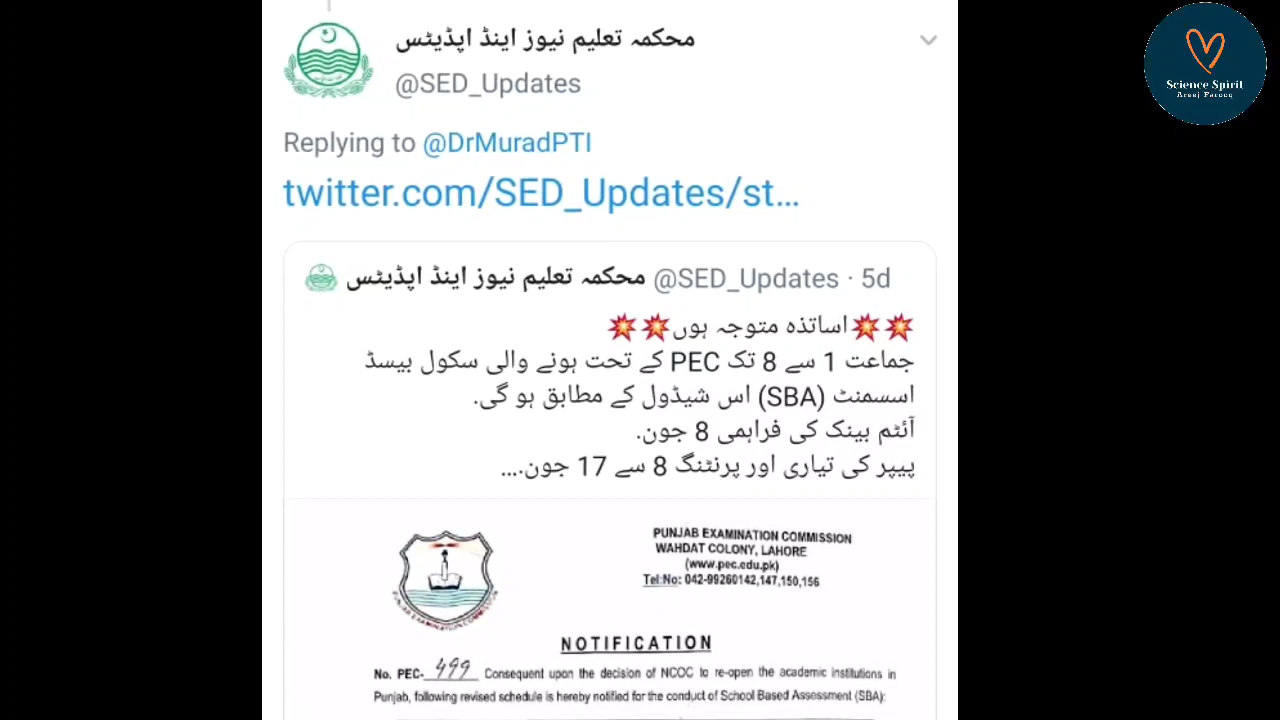 محکمہ تعلیم نیوز اینڈ اپڈیٹس
@SED_Updates
Replying to @DrMuradPTI
twitter.com/SED_Updates/st...
محکمہ تعلیم نیوز اینڈ اپڈیٹس @SED_Updates · 5d
💥💥اساتذہ متوجہ ہوں💥💥
جماعت 1 سے 8 تک PEC کے تحت ہونے والی سکول بیسڈ
اسسمنٹ (SBA) اس شیڈول کے مطابق ہو گی.
آئٹم بینک کی فراہمی 8 جون.
پیپر کی تیاری اور پرنٹنگ 8 سے 17 جون....
PUNJAB EXAMINATION COMMISSION
WAHDAT COLONY, LAHORE
(www.pec.edu.pk)
Tel:No: 042-99260142,147,150,156
PUNJAB EXAMINATION COMMISSION
NOTIFICATION
No. PEC- 499 Consequent upon the decision of NCOC to re-open the academic institutions in
Punjab, following revised schedule is hereby notified for the conduct of School Based Assessment (SBA):
Science Spirit
Areej Farooq